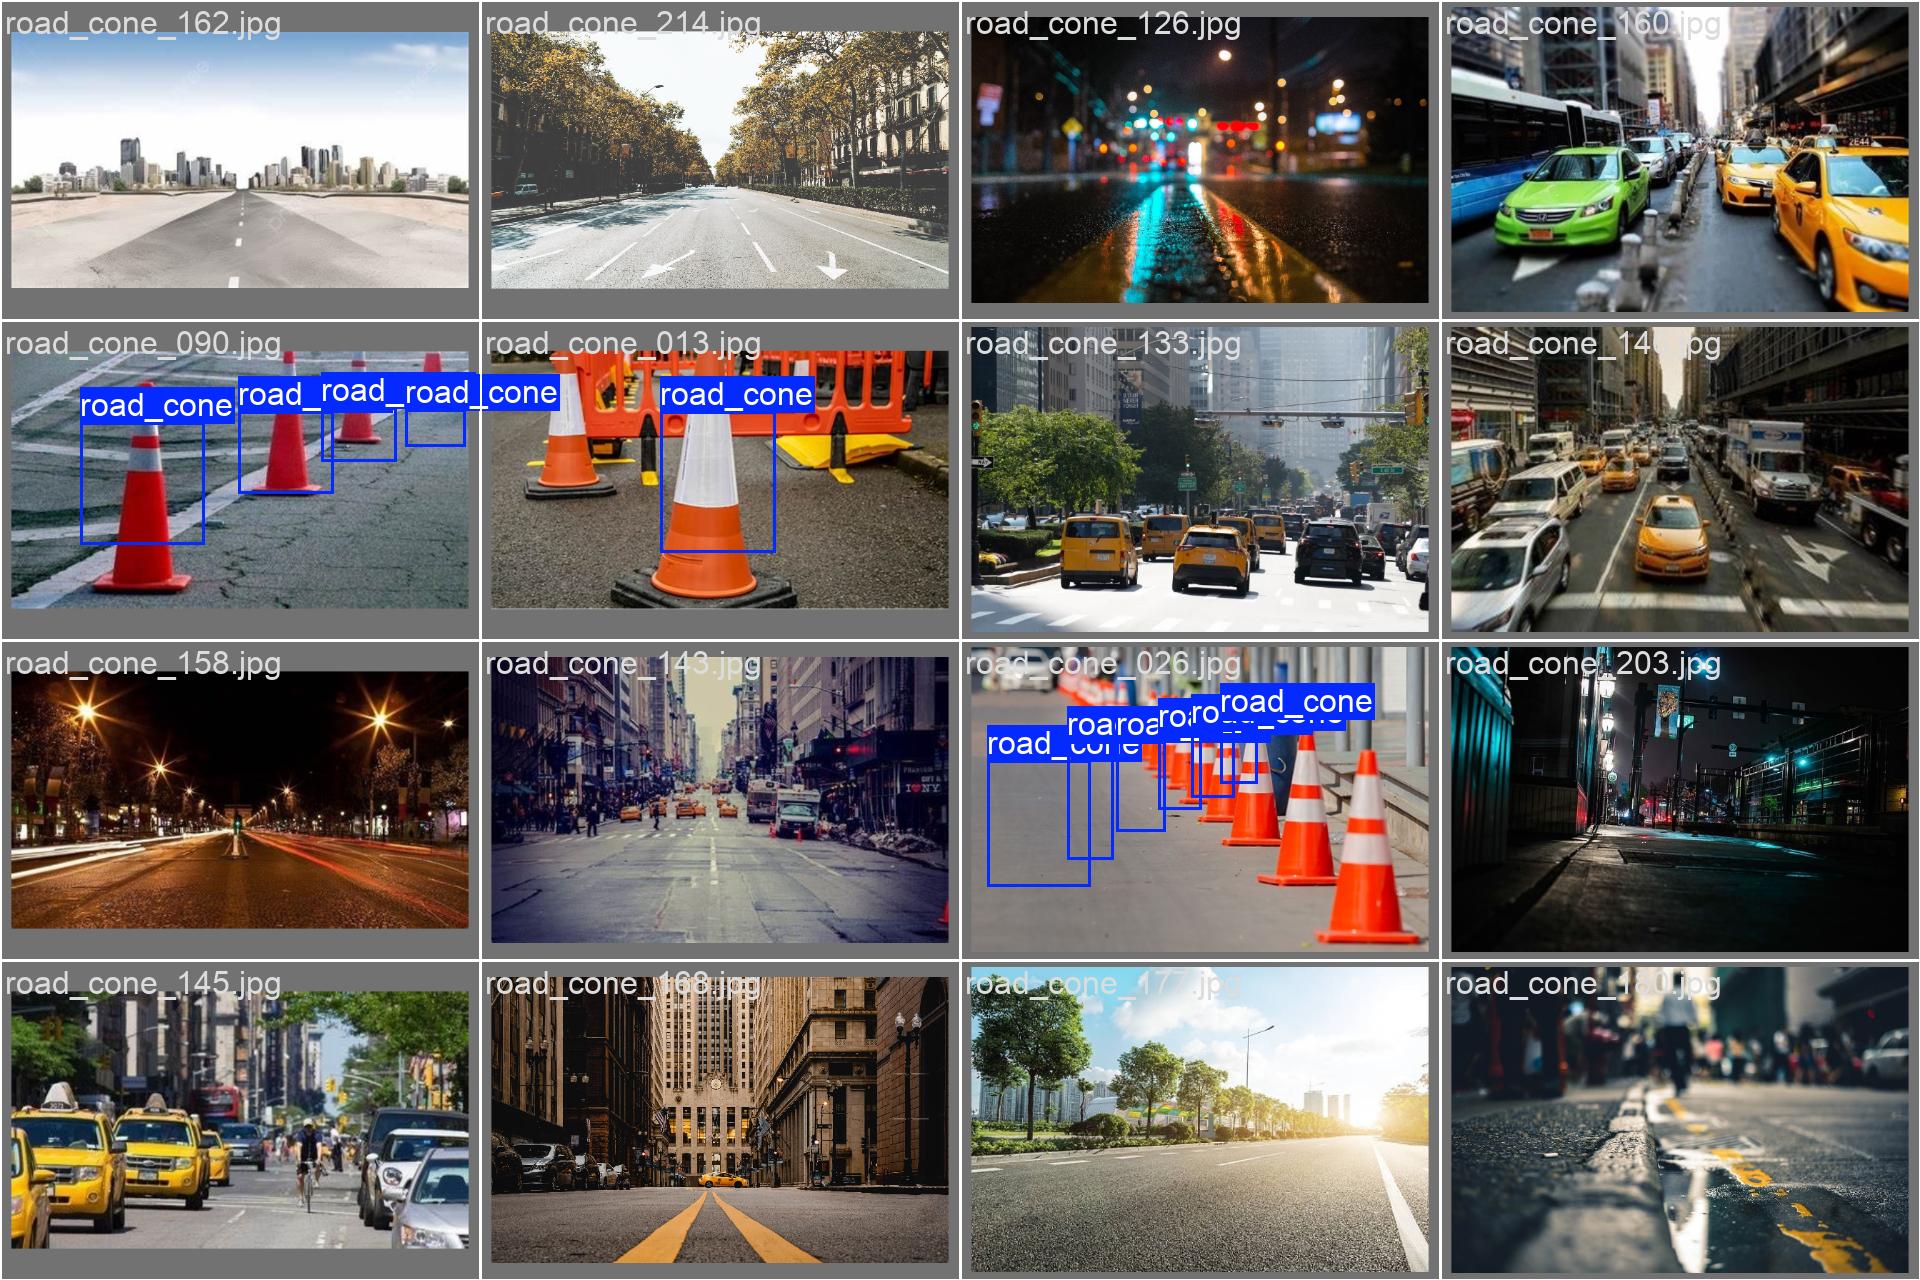 road_cone_162.jpg
road_cone_214.jpg
road_cone_126.jpg
road_cone_160.jpg
road_cone_090.jpg
road_cone
road_
road_
road_cone
road_cone_013.jpg
road_cone
road_cone_133.jpg
road_cone_14
.jpg
road_cone_158.jpg
road_cone_143.jpg
I ♥ NY
road_cone_026.jpg
road_cone
roa
roa
ro
ro
road_cone
road_cone_203.jpg
road_cone_145.jpg
road_cone_168.jpg
road_cone_177.jpg
road_cone_180.jpg
2E44